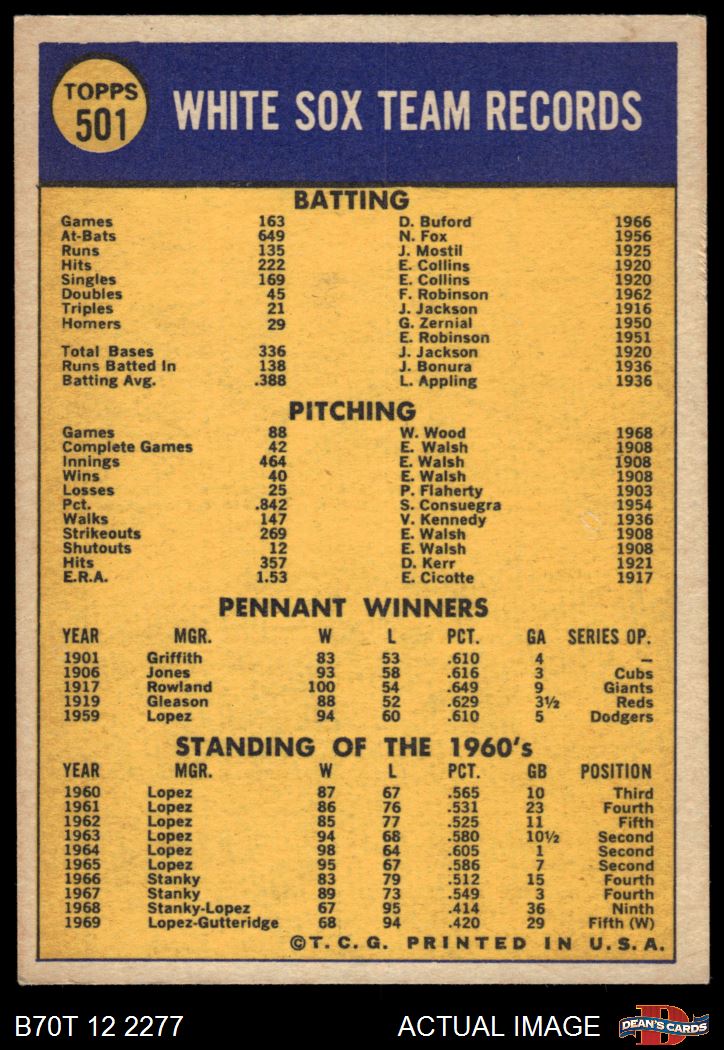 TOPPS
501
WHITE SOX TEAM RECORDS
BATTING
Games 163 D. Buford 1966
At-Bats 649 N. Fox 1956
Runs 135 J. Mostil 1925
Hits 222 E. Collins 1920
Singles 169 E. Collins 1920
Doubles 45 F. Robinson 1962
Triples 21 J. Jackson 1916
Homers 29 G. Zernial 1950
E. Robinson 1951
Total Bases 336 J. Jackson 1920
Runs Batted In 138 J. Bonura 1936
Batting Avg. .388 L. Appling 1936
PITCHING
Games 88 W. Wood 1968
Complete Games 42 E. Walsh 1908
Innings 464 E. Walsh 1908
Wins 40 E. Walsh 1908
Losses 25 P. Flaherty 1903
Pct. .842 S. Consuegra 1954
Walks 147 V. Kennedy 1936
Strikeouts 269 E. Walsh 1908
Shutouts 12 E. Walsh 1908
Hits 357 D. Kerr 1921
E.R.A. 1.53 E. Cicotte 1917
PENNANT WINNERS
YEAR MGR. W L PCT. GA SERIES OP.
1901 Griffith 83 53 .610 4 —
1906 Jones 93 58 .616 3 Cubs
1917 Rowland 100 54 .649 9 Giants
1919 Gleason 88 52 .629 3½ Reds
1959 Lopez 94 60 .610 5 Dodgers
STANDING OF THE 1960's
YEAR MGR. W L PCT. GB POSITION
1960 Lopez 87 67 .565 10 Third
1961 Lopez 86 76 .531 23 Fourth
1962 Lopez 85 77 .525 11 Fifth
1963 Lopez 94 68 .580 10½ Second
1964 Lopez 98 64 .605 1 Second
1965 Lopez 95 67 .586 7 Second
1966 Stanky 83 79 .512 15 Fourth
1967 Stanky 89 73 .549 3 Fourth
1968 Stanky-Lopez 67 95 .414 36 Ninth
1969 Lopez-Gutteridge 68 94 .420 29 Fifth (W)
©T.C.G. PRINTED IN U.S.A.
B70T 12 2277 ACTUAL IMAGE D DEAN'S CARDS